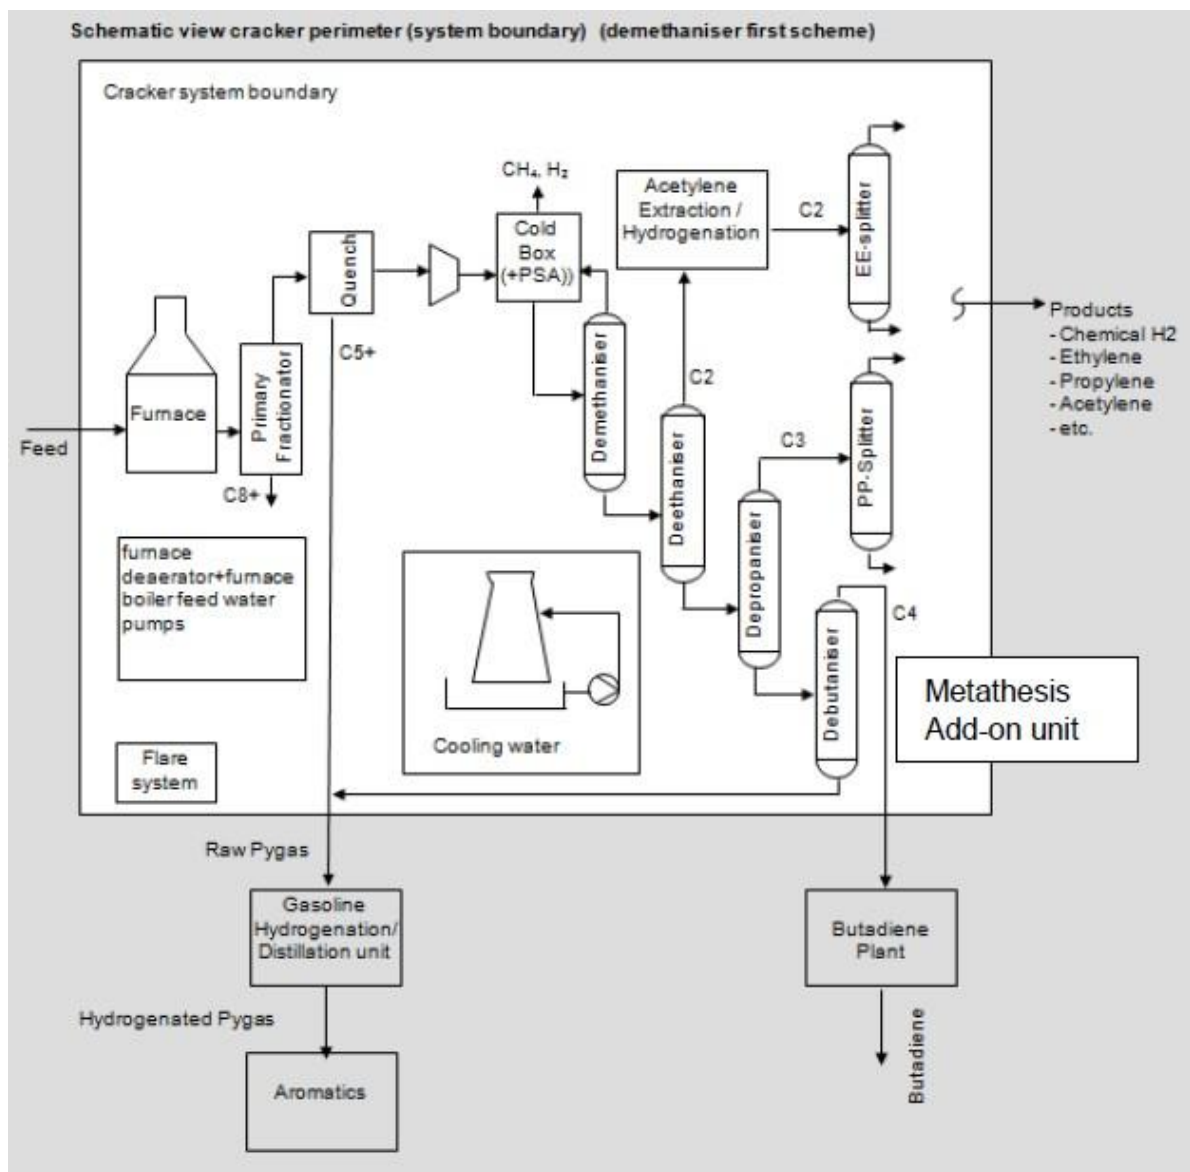 Schematic view cracker perimeter (system boundary)  (demethaniser first scheme)
Cracker system boundary
CH₄, H₂
Acetylene
Extraction /
Hydrogenation
C2
EE-splitter
Cold
Box
(+PSA))
Quench
Products
- Chemical H2
- Ethylene
- Propylene
- Acetylene
- etc.
C5+
Demethaniser
C2
Furnace
Primary
Fractionator
Feed
C8+
Deethaniser
C3
PP-Splitter
Depropaniser
furnace
deaerator+furnace
boiler feed water
pumps
C4
Debutaniser
Metathesis
Add-on unit
Cooling water
Flare
system
Raw Pygas
Gasoline
Hydrogenation/
Distillation unit
Butadiene
Plant
Hydrogenated Pygas
Butadiene
Aromatics